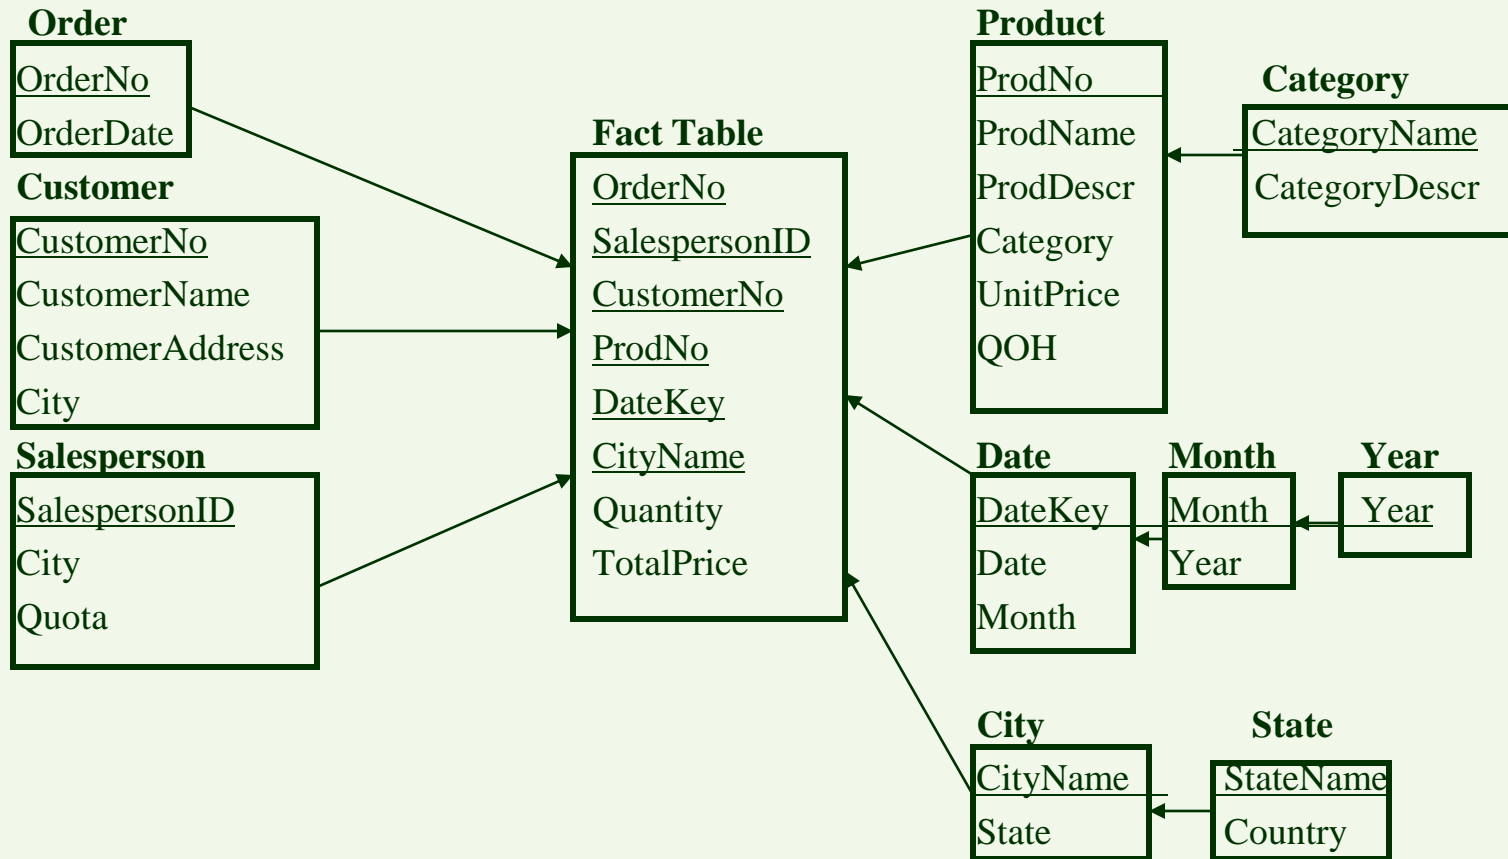 Order
OrderNo
OrderDate
Customer
CustomerNo
CustomerName
CustomerAddress
City
Salesperson
SalespersonID
City
Quota
Fact Table
OrderNo
SalespersonID
CustomerNo
ProdNo
DateKey
CityName
Quantity
TotalPrice
Product
ProdNo
ProdName
ProdDescr
Category
UnitPrice
QOH
Category
CategoryName
CategoryDescr
Date
DateKey
Date
Month
Month
Month
Year
Year
Year
City
CityName
State
State
StateName
Country